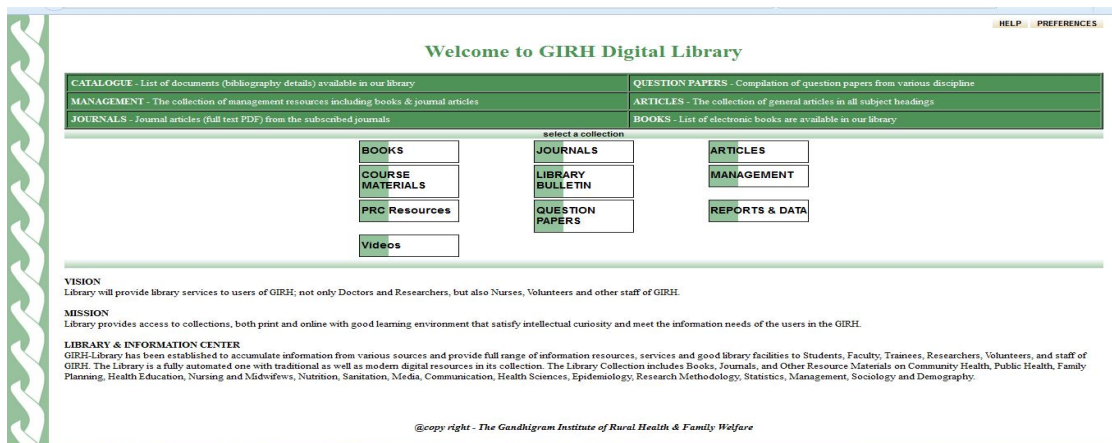 HELP PREFERENCES
Welcome to GIRH Digital Library
CATALOGUE - List of documents (bibliography details) available in our library
QUESTION PAPERS - Compilation of question papers from various discipline
MANAGEMENT - The collection of management resources including books & journal articles
ARTICLES - The collection of general articles in all subject headings
JOURNALS - Journal articles (full text PDF) from the subscribed journals
BOOKS - List of electronic books are available in our library
select a collection
BOOKS
JOURNALS
ARTICLES
COURSE
MATERIALS
LIBRARY
BULLETIN
MANAGEMENT
PRC Resources
QUESTION
PAPERS
REPORTS & DATA
Videos
VISION
Library will provide library services to users of GIRH; not only Doctors and Researchers, but also Nurses, Volunteers and other staff of GIRH.
MISSION
Library provides access to collections, both print and online with good learning environment that satisfy intellectual curiosity and meet the information needs of the users in the GIRH.
LIBRARY & INFORMATION CENTER
GIRH-Library has been established to accumulate information from various sources and provide full range of information resources, services and good library facilities to Students, Faculty, Trainees, Researchers, Volunteers, and staff of
GIRH. The Library is a fully automated one with traditional as well as modern digital resources in its collection. The Library Collection includes Books, Journals, and Other Resource Materials on Community Health, Public Health, Family
Planning, Health Education, Nursing and Midwifews, Nutrition, Sanitation, Media, Communication, Health Sciences, Epidemiology, Research Methodology, Statistics, Management, Sociology and Demography.
@copy right - The Gandhigram Institute of Rural Health & Family Welfare